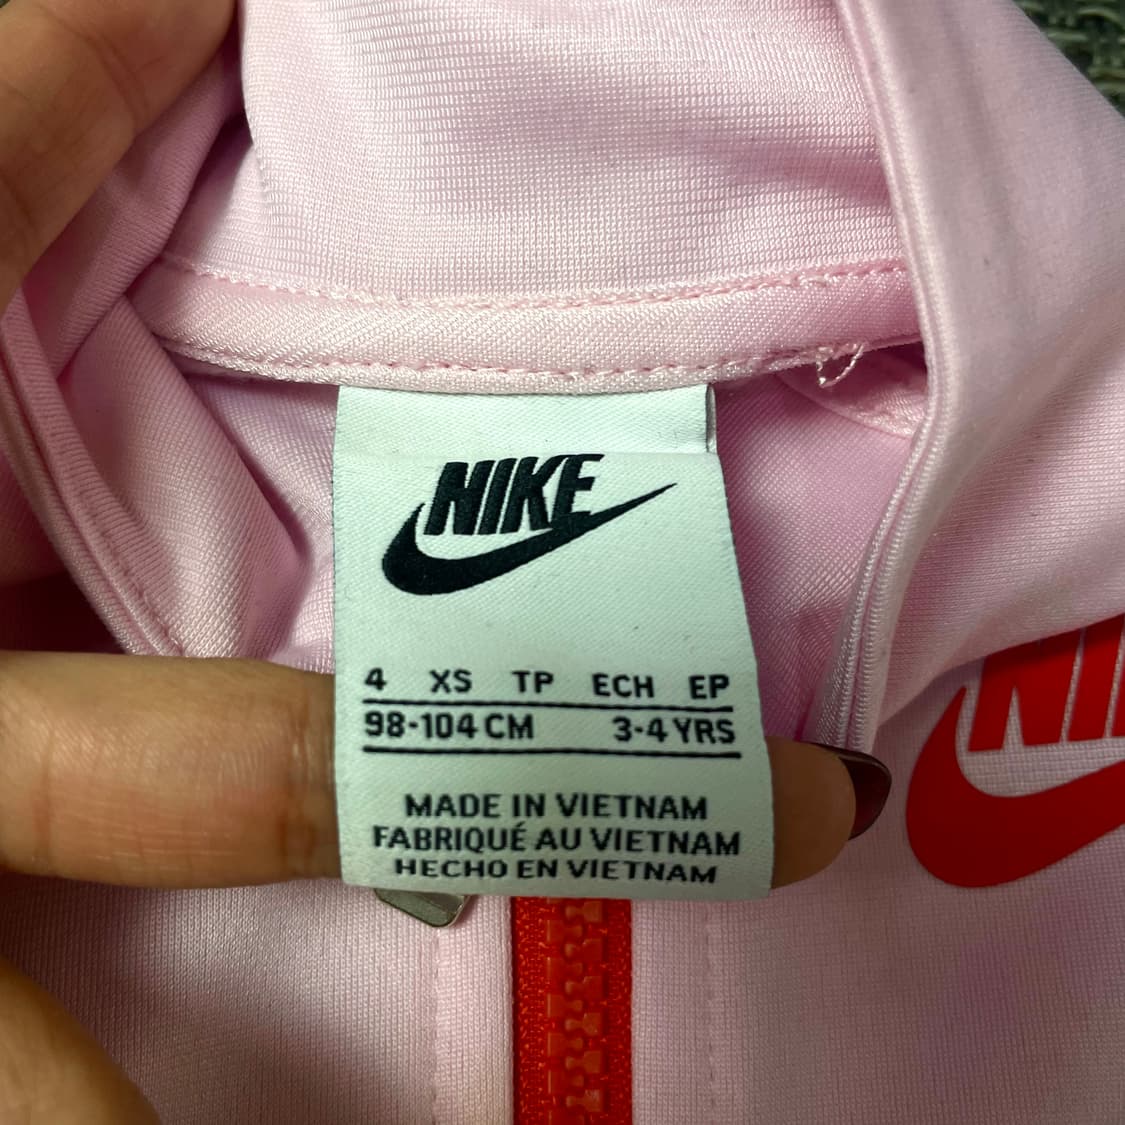 NIKE
4 XS TP ECH EP
98-104 CM 3-4 YRS
MADE IN VIETNAM
FABRIQUÉ AU VIETNAM
HECHO EN VIETNAM